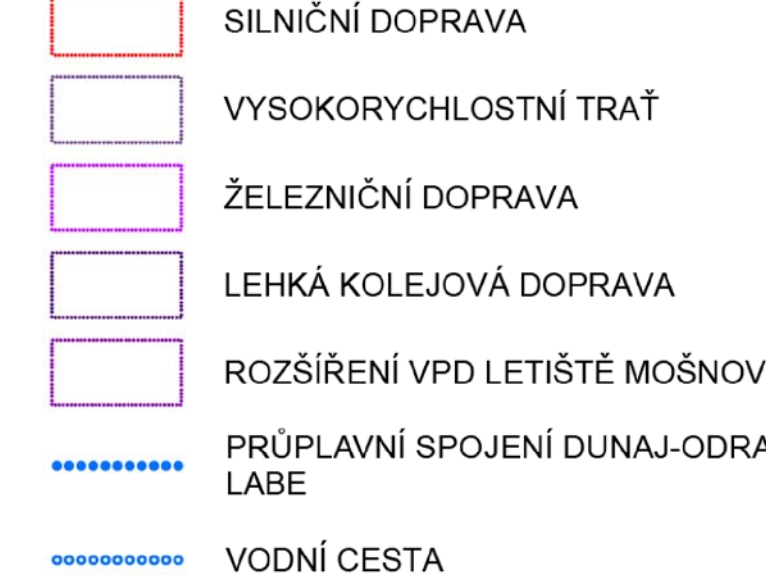 SILNIČNÍ DOPRAVA
VYSOKORYCHLOSTNÍ TRAŤ
ŽELEZNIČNÍ DOPRAVA
LEHKÁ KOLEJOVÁ DOPRAVA
ROZŠÍŘENÍ VPD LETIŠTĚ MOŠNOV
PRŮPLAVNÍ SPOJENÍ DUNAJ-ODRA
LABE
VODNÍ CESTA